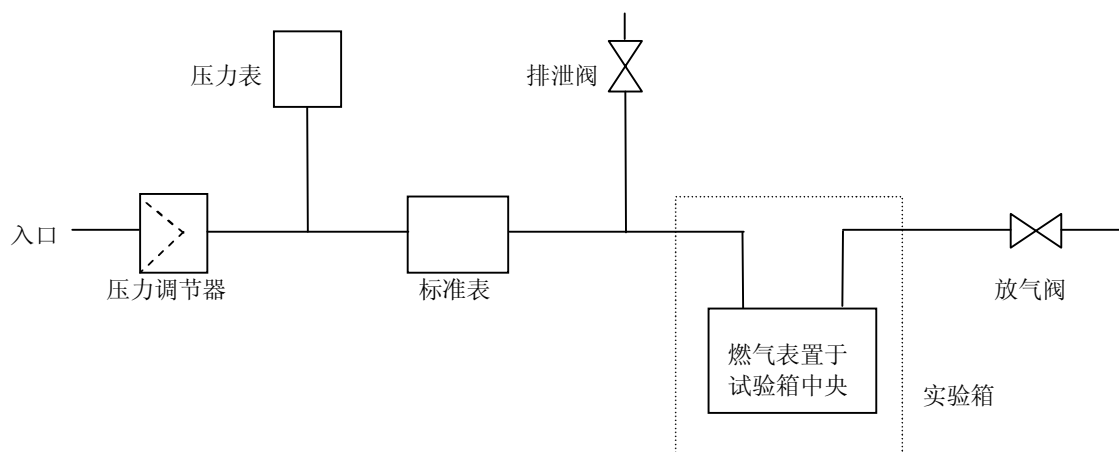 压力表
排泄阀
入口
压力调节器
标准表
放气阀
燃气表置于
试验箱中央
实验箱